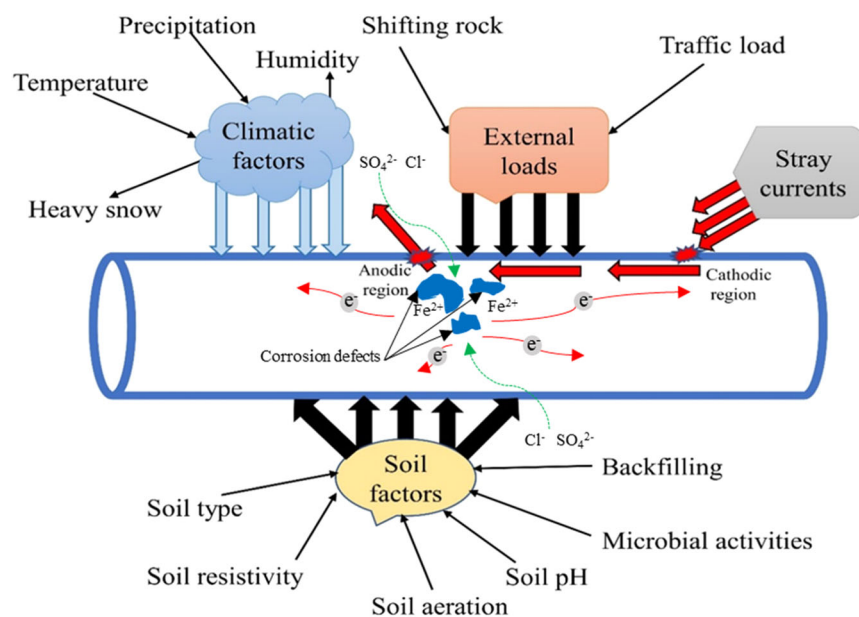 Precipitation
Shifting rock
Traffic load
Humidity
Temperature
Climatic
factors
External
loads
Stray
currents
SO₄²⁻ Cl⁻
Heavy snow
Anodic
region
Cathodic
region
Fe²⁺
Fe²⁺
e⁻
e⁻
e⁻
e⁻
Corrosion defects
Cl⁻ SO₄²⁻
Soil
factors
Backfilling
Soil type
Microbial activities
Soil resistivity
Soil pH
Soil aeration